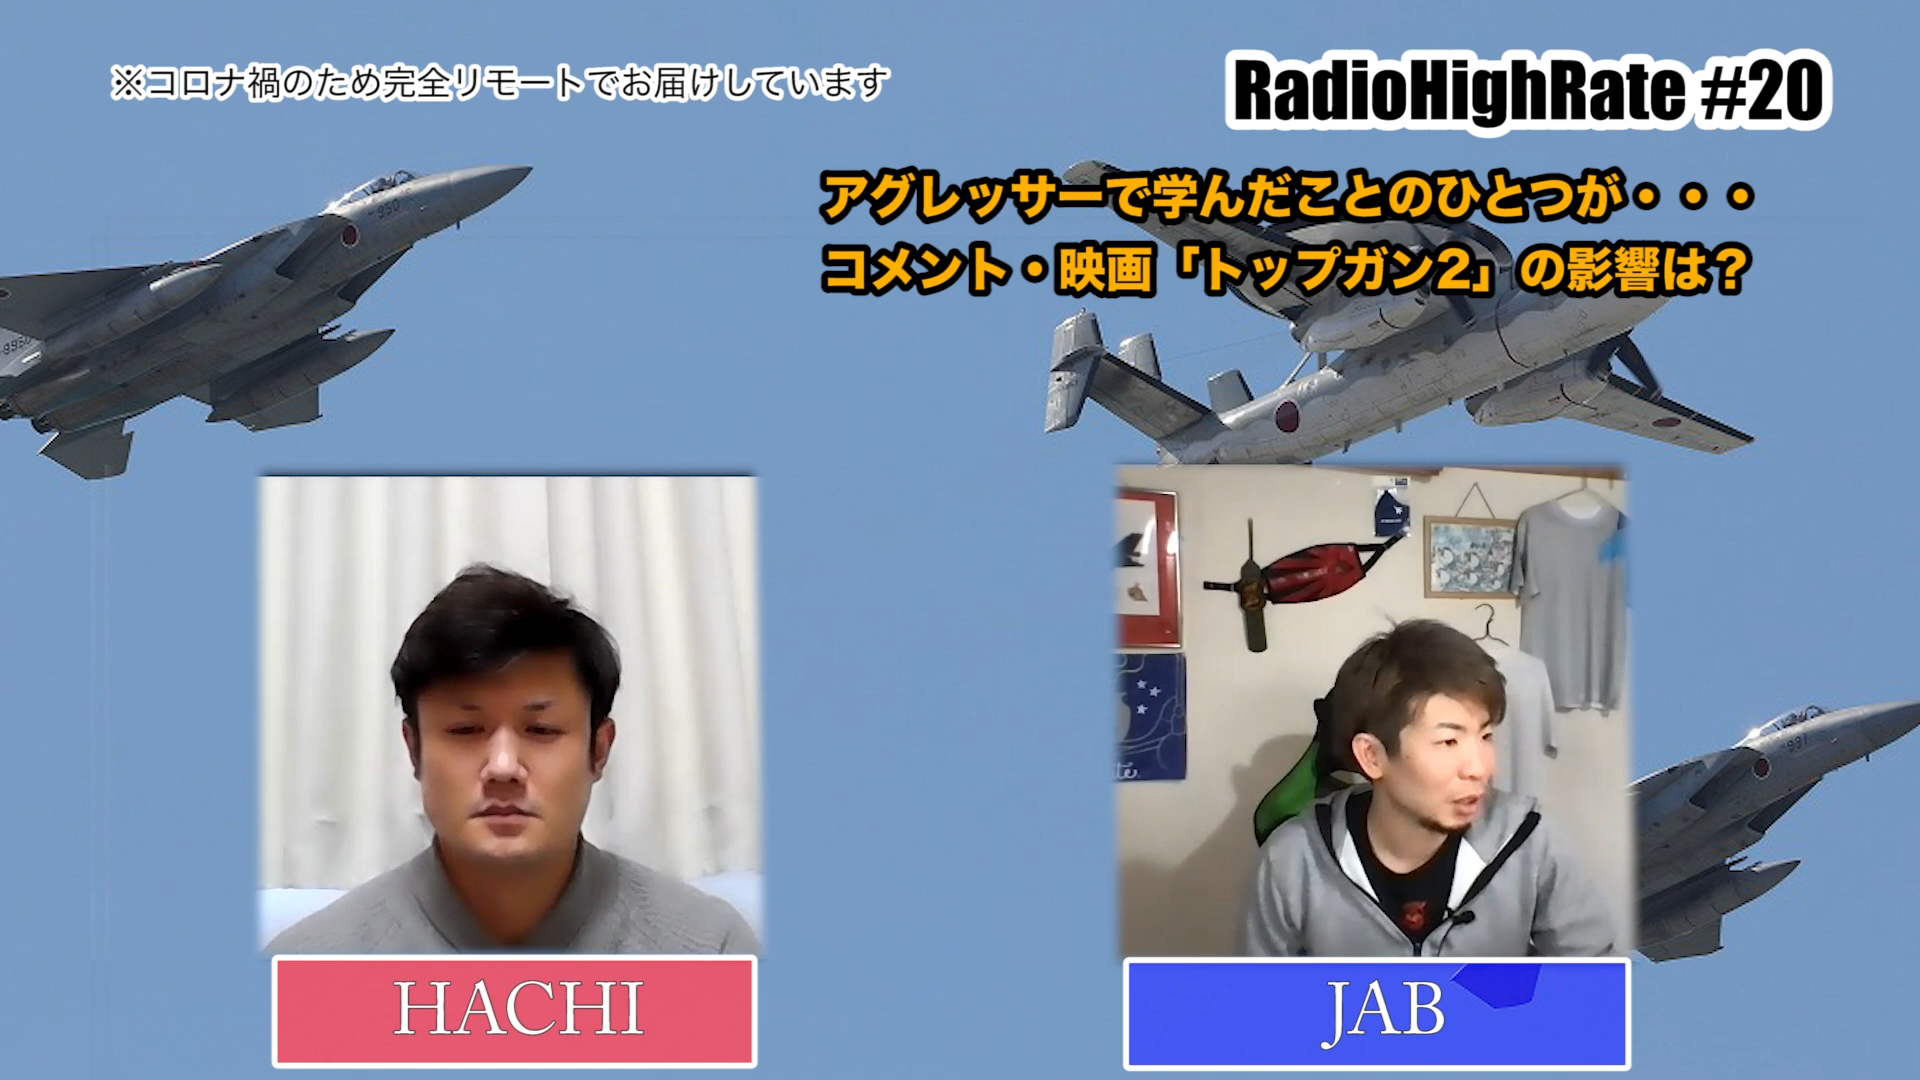 ※コロナ禍のため完全リモートでお届けしています
RadioHighRate #20
アグレッサーで学んだことのひとつが・・・
コメント・映画「トップガン2」の影響は？
950
HACHI
JAB
931